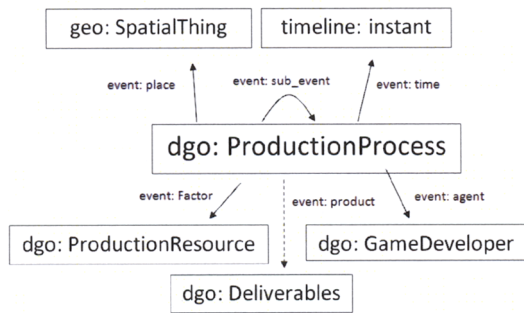 geo: SpatialThing
timeline: instant
event: place
event: sub_event
event: time
dgo: ProductionProcess
event: Factor
event: product
event: agent
dgo: ProductionResource
dgo: GameDeveloper
dgo: Deliverables